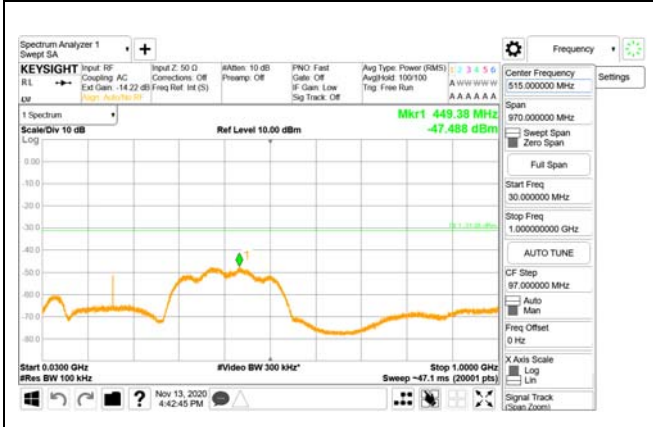 Spectrum Analyzer 1
Swept SA
+
Frequency
KEYSIGHT
Input: RF
Input Z: 50 Ω
#Atten: 10 dB
PNO: Fast
Avg Type: Power (RMS)
1 2 3 4 5 6
RL
Coupling: AC
Corrections: Off
Preamp: Off
Gate: Off
Avg|Hold: 100/100
A W W W W W
Ext Gain: -14.22 dB
Freq Ref: Int (S)
IF Gain: Low
Trig: Free Run
Align: Auto/No RF
Sig Track: Off
A A A A A A
1 Spectrum
Mkr1 449.38 MHz
Scale/Div 10 dB
Ref Level 10.00 dBm
-47.488 dBm
Log
0.00
-10.0
-20.0
-30.0
-40.0
-50.0
-60.0
-70.0
-80.0
1
Start 0.0300 GHz
#Video BW 300 kHz*
Stop 1.0000 GHz
#Res BW 100 kHz
Sweep ~47.1 ms (20001 pts)
Center Frequency
515.000000 MHz
Settings
Span
970.000000 MHz
Swept Span
Zero Span
Full Span
Start Freq
30.000000 MHz
Stop Freq
1.000000000 GHz
AUTO TUNE
CF Step
97.000000 MHz
Auto
Man
Freq Offset
0 Hz
X Axis Scale
Log
Lin
Signal Track
(Span Zoom)
?
Nov 13, 2020
4:42:45 PM